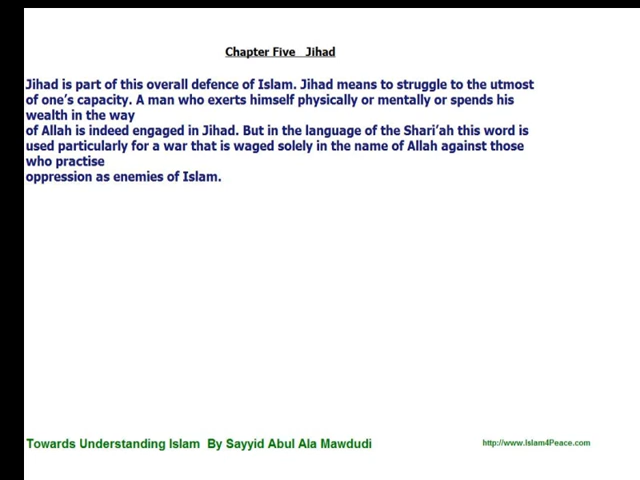 Chapter Five   Jihad
Jihad is part of this overall defence of Islam. Jihad means to struggle to the utmost
of one's capacity. A man who exerts himself physically or mentally or spends his
wealth in the way
of Allah is indeed engaged in Jihad. But in the language of the Shari'ah this word is
used particularly for a war that is waged solely in the name of Allah against those
who practise
oppression as enemies of Islam.
Towards Understanding Islam  By Sayyid Abul Ala Mawdudi
http://www.Islam4Peace.com